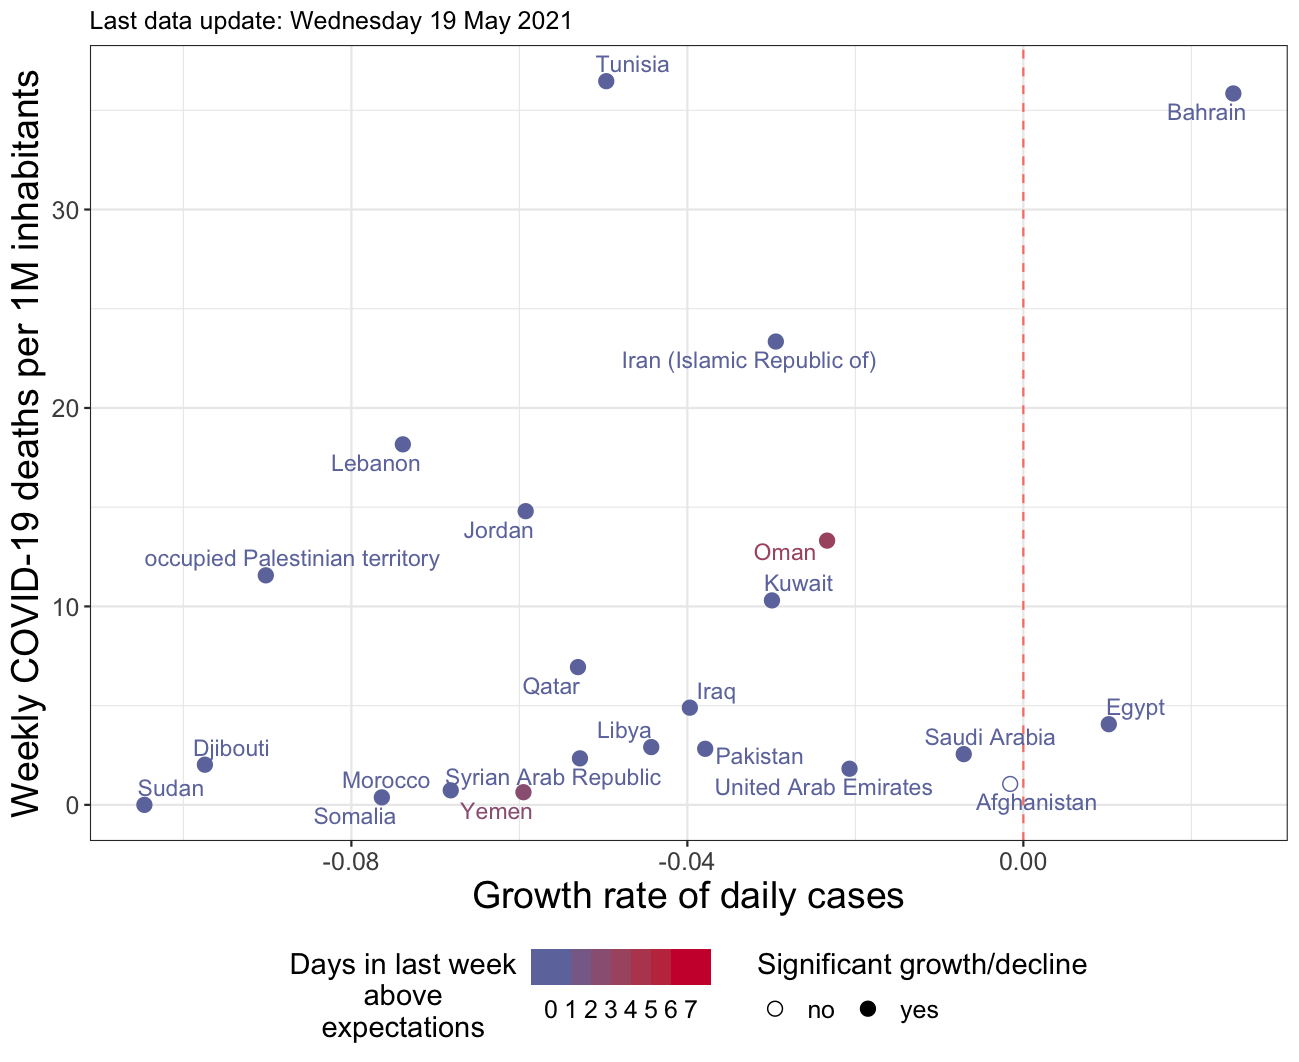 Last data update: Wednesday 19 May 2021
Weekly COVID-19 deaths per 1M inhabitants
30
20
10
0
Tunisia
Bahrain
Iran (Islamic Republic of)
Lebanon
Jordan
Oman
occupied Palestinian territory
Kuwait
Qatar
Iraq
Egypt
Libya
Saudi Arabia
Djibouti
Pakistan
Morocco
Syrian Arab Republic
Sudan
United Arab Emirates
Afghanistan
Yemen
Somalia
-0.08
-0.04
0.00
Growth rate of daily cases
Days in last week
above
expectations
0 1 2 3 4 5 6 7
Significant growth/decline
no
yes